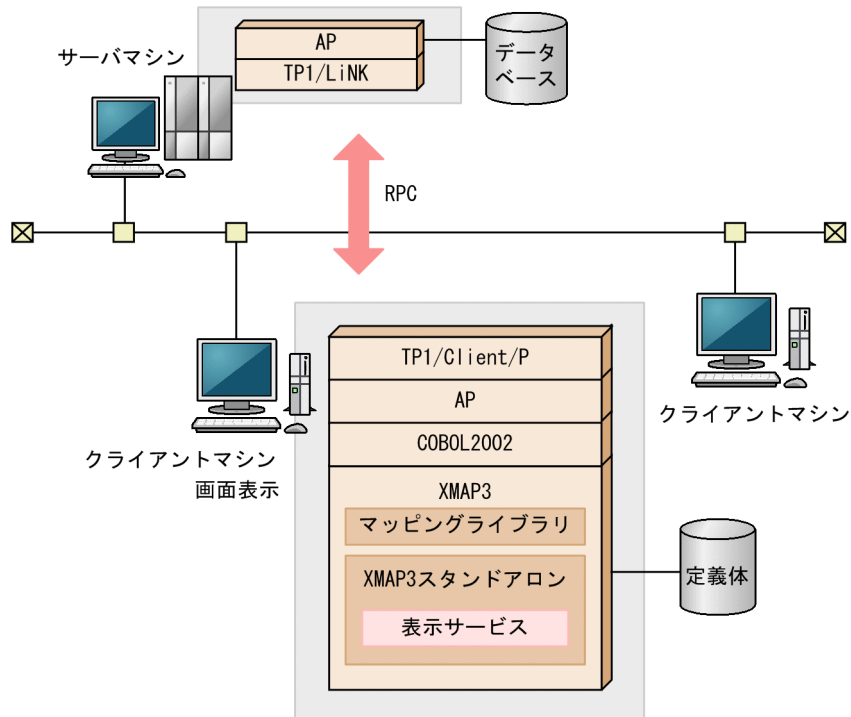 サーバマシン
AP
TP1/LiNK
データ
ベース
RPC
TP1/Client/P
AP
COBOL2002
XMAP3
マッピングライブラリ
XMAP3スタンドアロン
表示サービス
クライアントマシン
画面表示
クライアントマシン
定義体